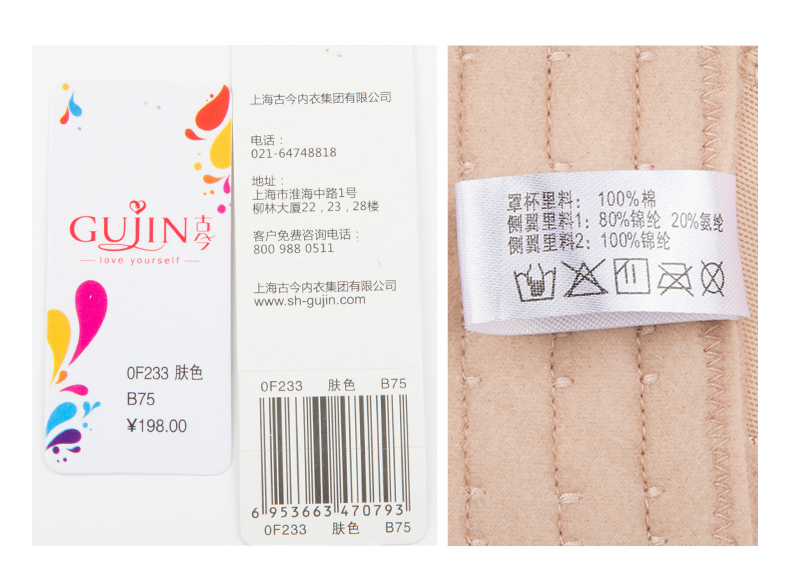 GUJIN 古今
love yourself
0F233 肤色
B75
¥198.00
上海古今内衣集团有限公司
电话：
021-64748818
地址：
上海市淮海中路1号
柳林大厦22，23，28楼
客户免费咨询电话：
800 988 0511
上海古今内衣集团有限公司
www.sh-gujin.com
0F233 肤色 B75
6 953663 470793
0F233 肤色 B75
罩杯里料： 100%棉
侧翼里料1：80%锦纶 20%氨纶
侧翼里料2：100%锦纶